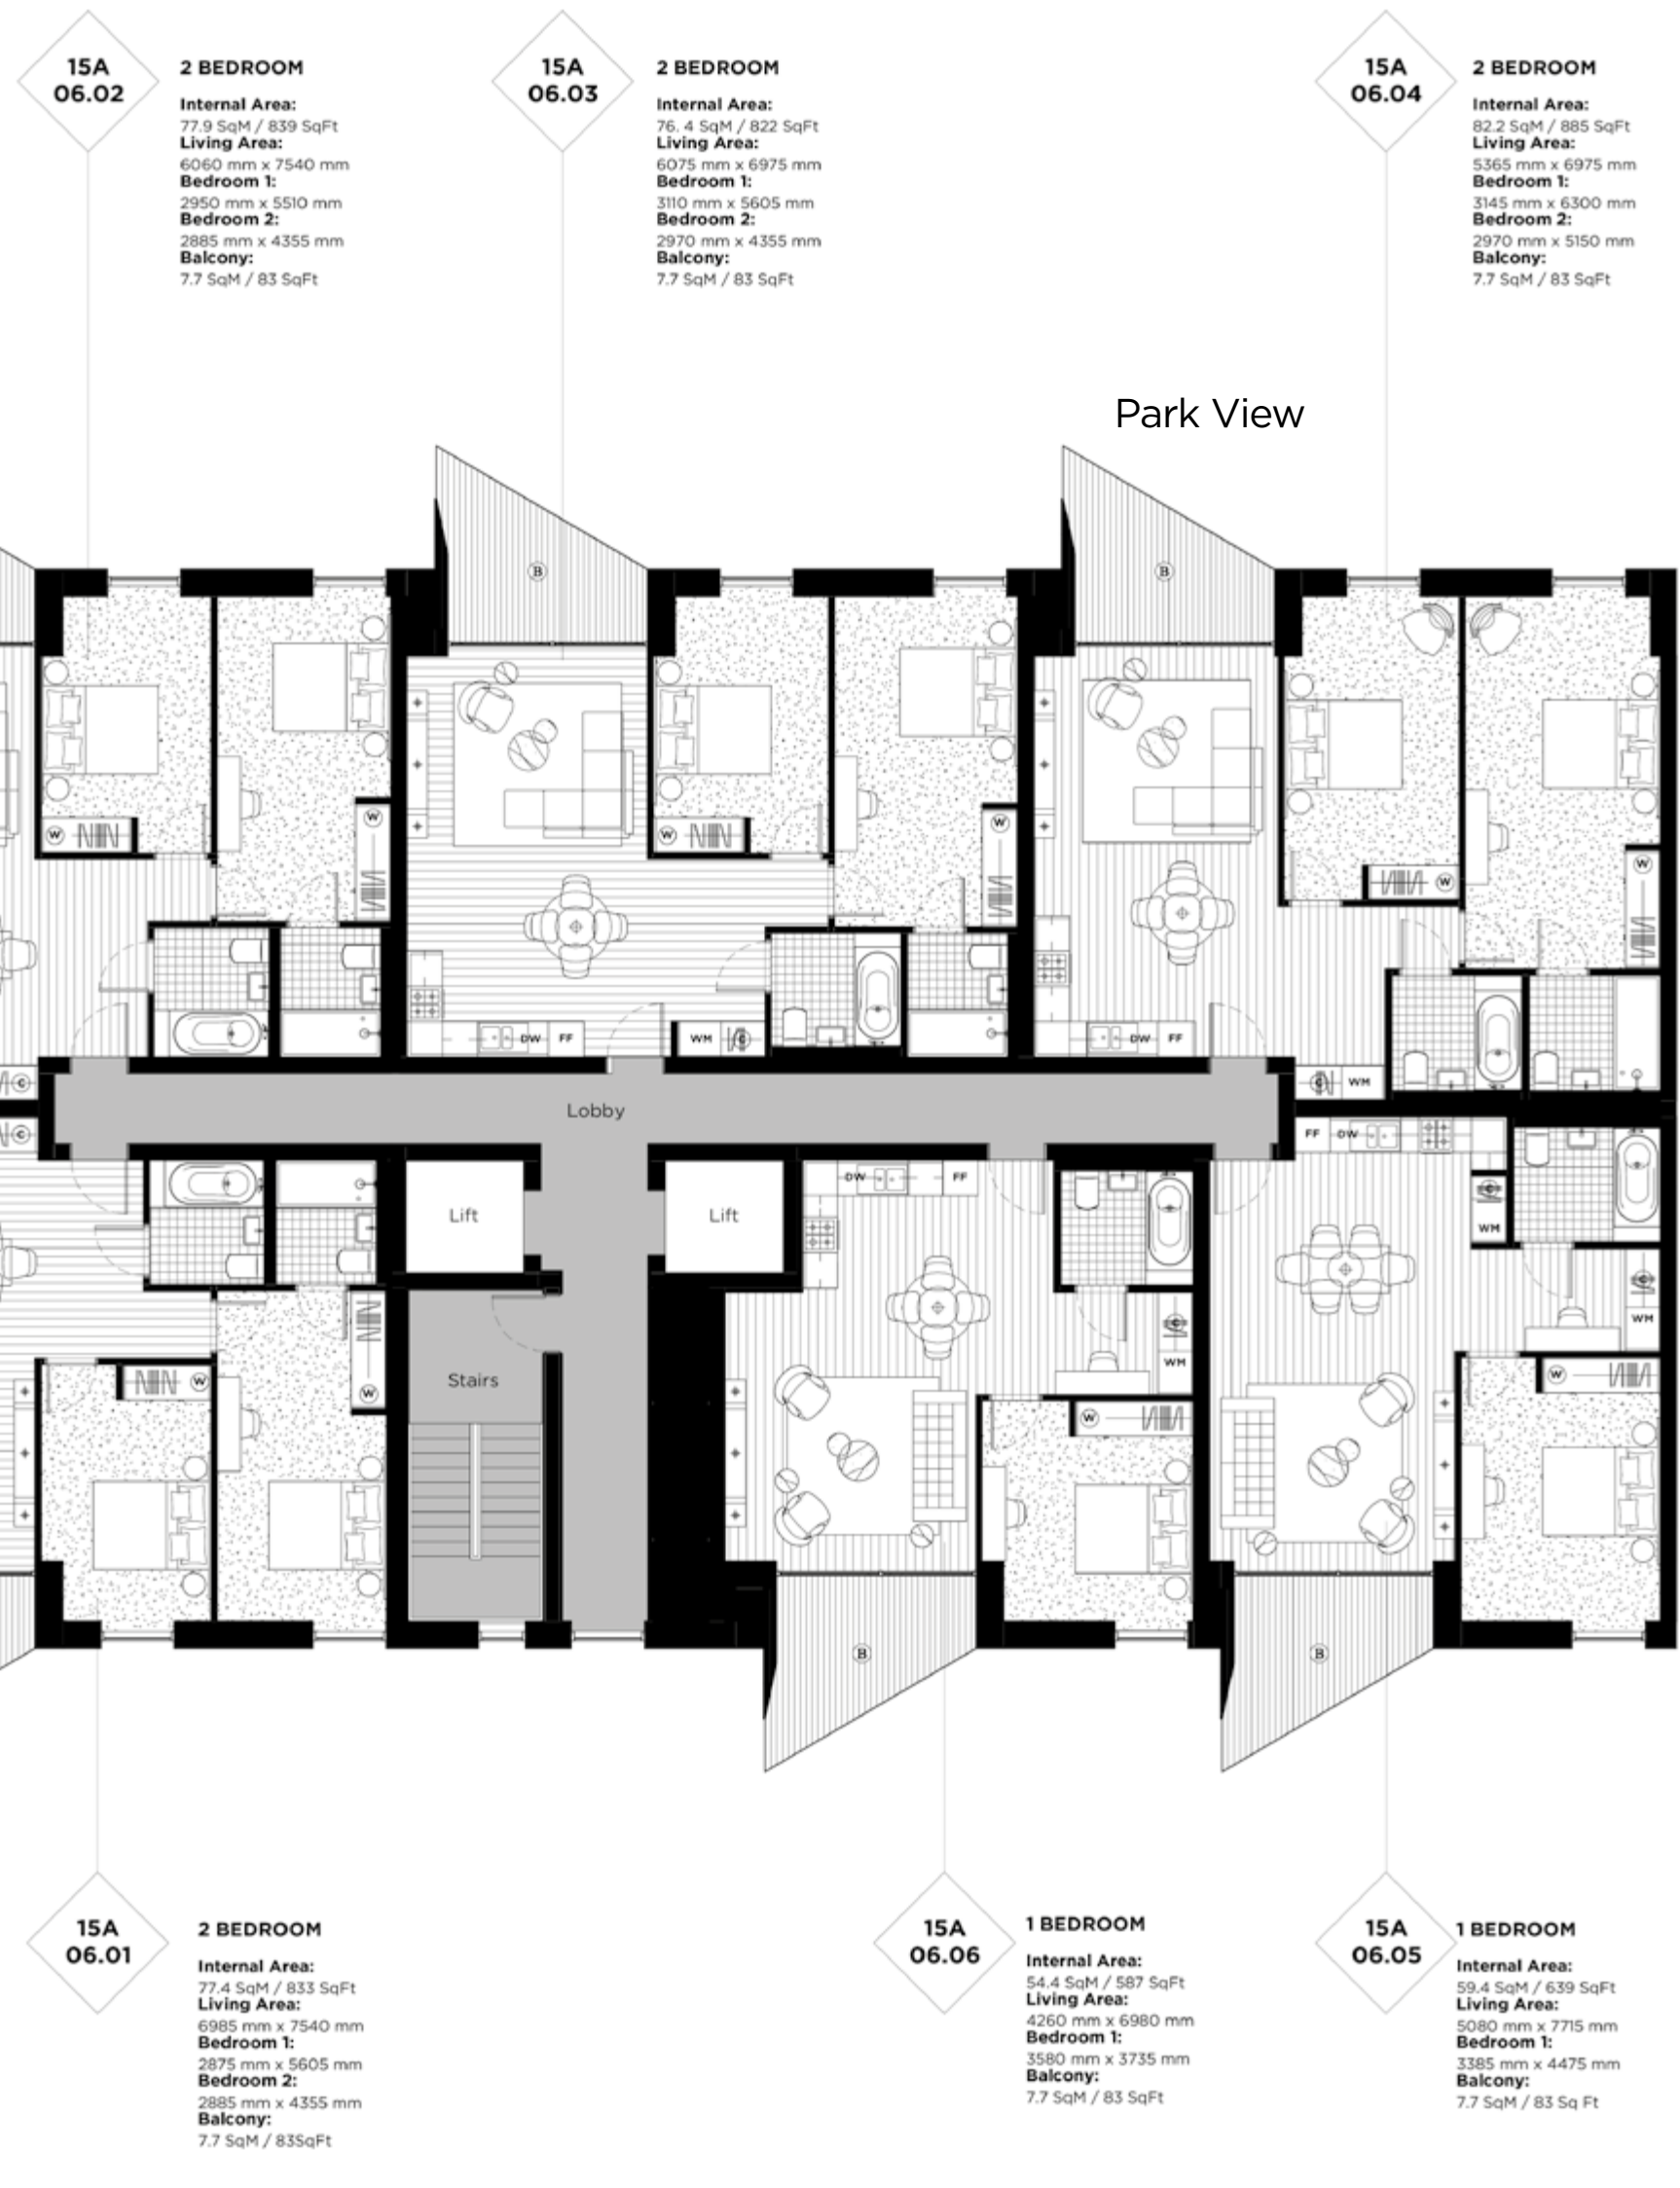 15A
06.02
2 BEDROOM
Internal Area:
77.9 SqM / 839 SqFt
Living Area:
6060 mm x 7540 mm
Bedroom 1:
2950 mm x 5510 mm
Bedroom 2:
2885 mm x 4355 mm
Balcony:
7.7 SqM / 83 SqFt
15A
06.03
2 BEDROOM
Internal Area:
76. 4 SqM / 822 SqFt
Living Area:
6075 mm x 6975 mm
Bedroom 1:
3110 mm x 5605 mm
Bedroom 2:
2970 mm x 4355 mm
Balcony:
7.7 SqM / 83 SqFt
15A
06.04
2 BEDROOM
Internal Area:
82.2 SqM / 885 SqFt
Living Area:
5365 mm x 6975 mm
Bedroom 1:
3145 mm x 6300 mm
Bedroom 2:
2970 mm x 5150 mm
Balcony:
7.7 SqM / 83 SqFt
Park View
B
B
W
W
W
W
W
W
DW FF
WM C
DW FF
C
C WM
Lobby
C
FF DW
Lift
Lift
DW FF
C
WM
C
WM
C
WM
Stairs
W
W
W
W
B
B
15A
06.01
2 BEDROOM
Internal Area:
77.4 SqM / 833 SqFt
Living Area:
6985 mm x 7540 mm
Bedroom 1:
2875 mm x 5605 mm
Bedroom 2:
2885 mm x 4355 mm
Balcony:
7.7 SqM / 83SqFt
15A
06.06
1 BEDROOM
Internal Area:
54.4 SqM / 587 SqFt
Living Area:
4260 mm x 6980 mm
Bedroom 1:
3580 mm x 3735 mm
Balcony:
7.7 SqM / 83 SqFt
15A
06.05
1 BEDROOM
Internal Area:
59.4 SqM / 639 SqFt
Living Area:
5080 mm x 7715 mm
Bedroom 1:
3385 mm x 4475 mm
Balcony:
7.7 SqM / 83 Sq Ft